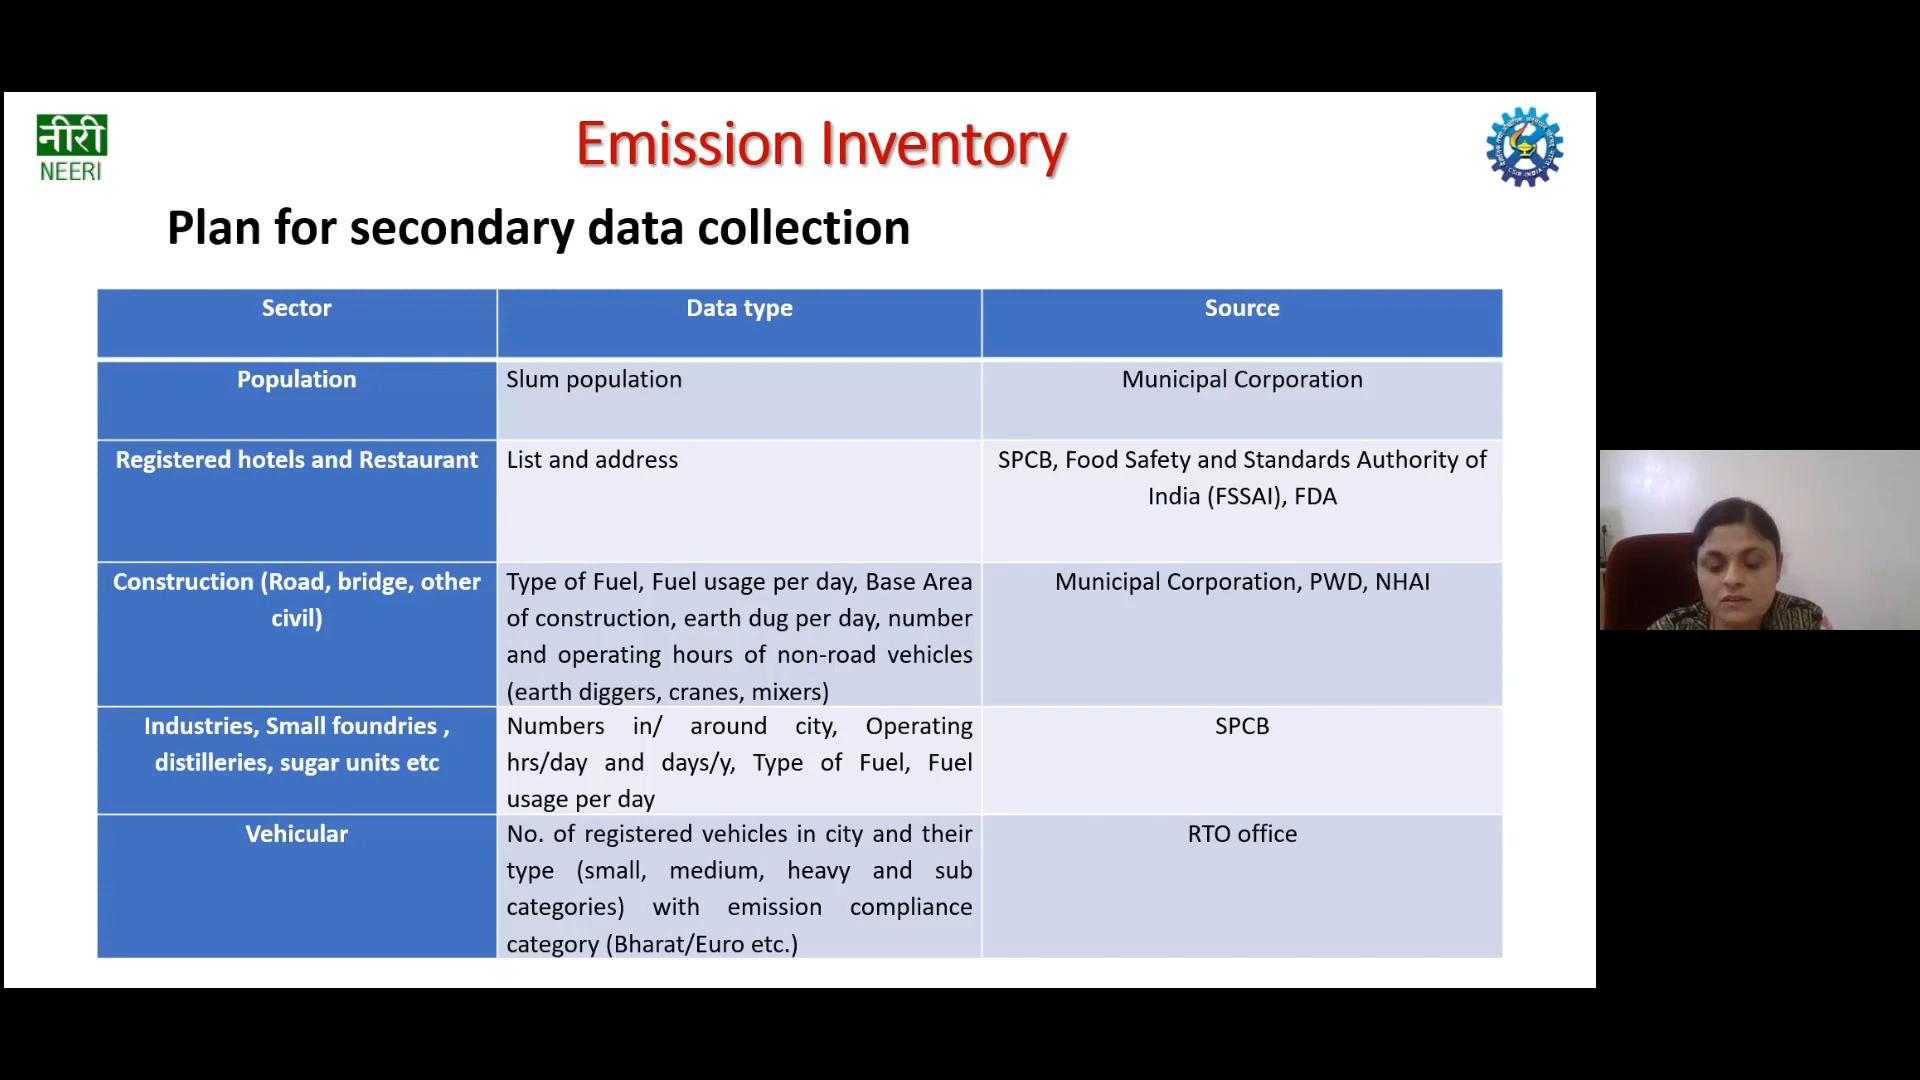 नीरी
NEERI
Emission Inventory
CSIR-INDIA
Plan for secondary data collection
Sector Data type Source
Population Slum population Municipal Corporation
Registered hotels and Restaurant List and address SPCB, Food Safety and Standards Authority of
India (FSSAI), FDA
Construction (Road, bridge, other
civil)
Type of Fuel, Fuel usage per day, Base Area
of construction, earth dug per day, number
and operating hours of non-road vehicles
(earth diggers, cranes, mixers)
Municipal Corporation, PWD, NHAI
Industries, Small foundries ,
distilleries, sugar units etc
Numbers in/ around city, Operating
hrs/day and days/y, Type of Fuel, Fuel
usage per day
SPCB
Vehicular
No. of registered vehicles in city and their
type (small, medium, heavy and sub
categories) with emission compliance
category (Bharat/Euro etc.)
RTO office